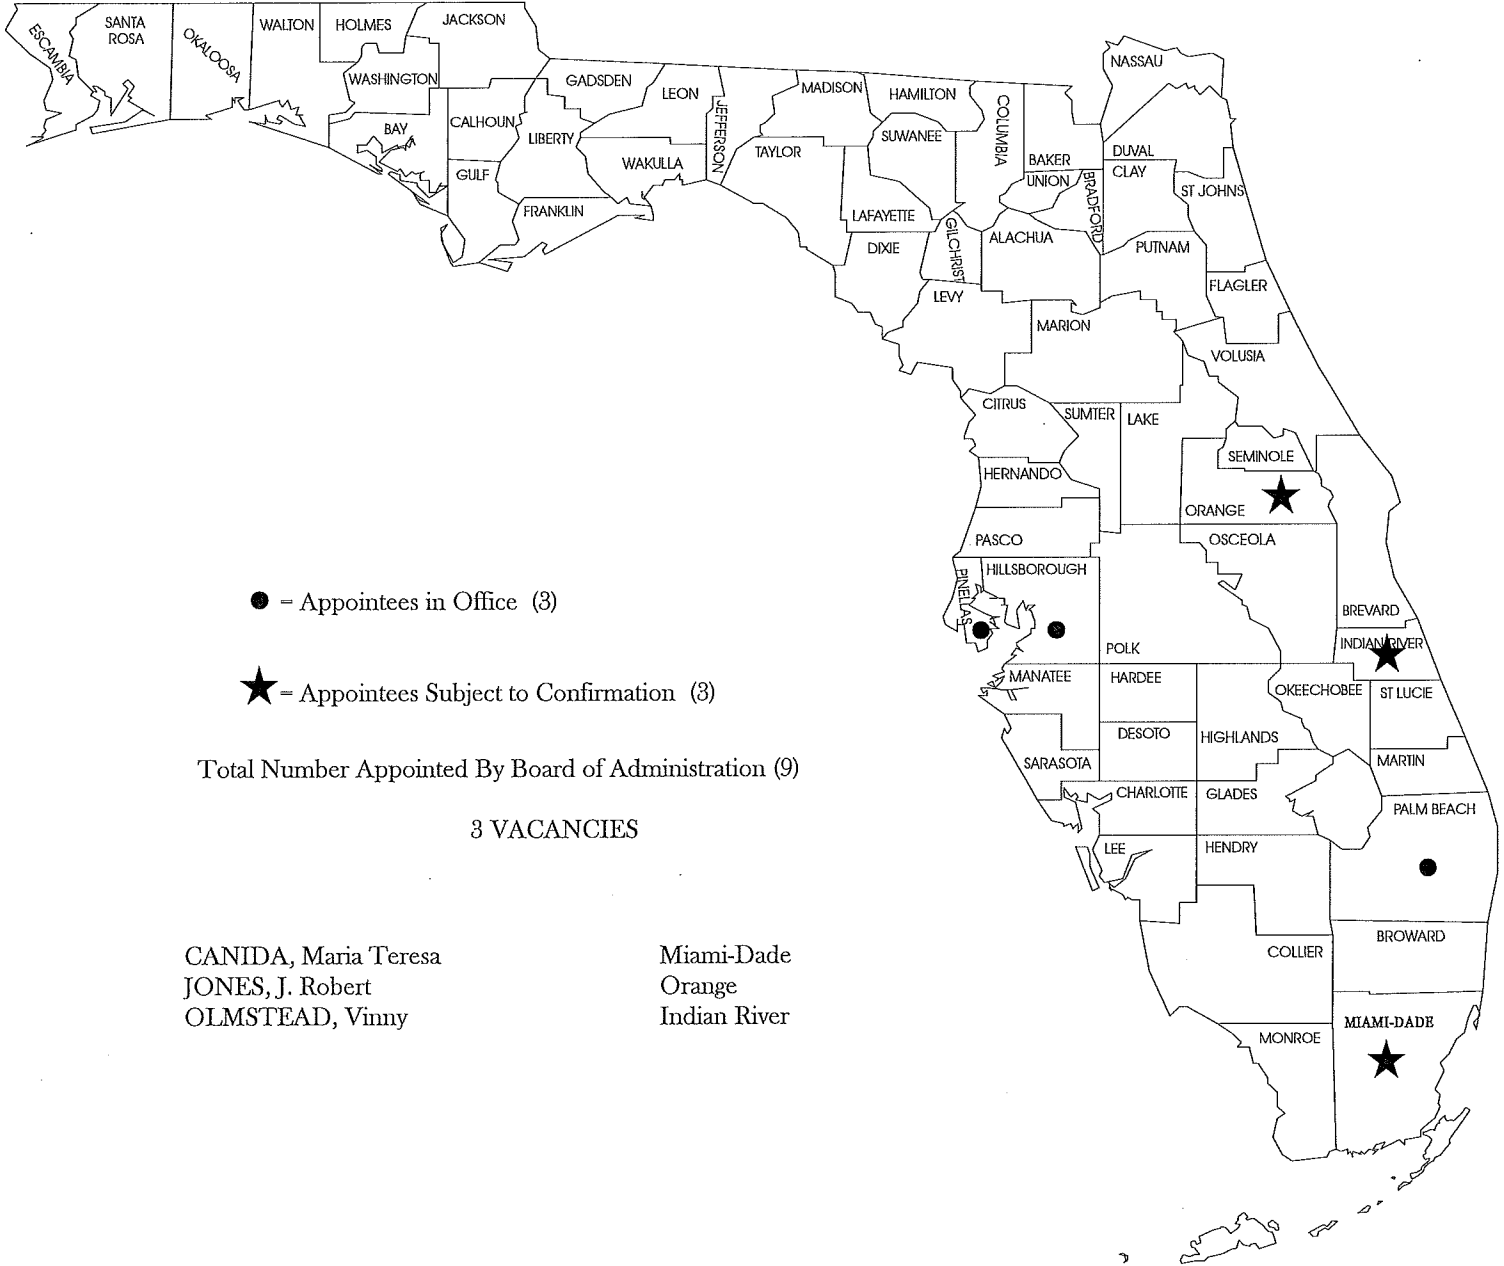 ESCAMBIA
SANTA
ROSA
OKALOOSA
WALTON
HOLMES
JACKSON
WASHINGTON
BAY
CALHOUN
GULF
GADSDEN
LIBERTY
FRANKLIN
LEON
WAKULLA
JEFFERSON
MADISON
TAYLOR
HAMILTON
SUWANEE
LAFAYETTE
DIXIE
COLUMBIA
GILCHRIST
NASSAU
BAKER
UNION
BRADFORD
DUVAL
CLAY
ST JOHNS
ALACHUA
PUTNAM
LEVY
FLAGLER
MARION
VOLUSIA
CITRUS
SUMTER
LAKE
SEMINOLE
HERNANDO
ORANGE
PASCO
OSCEOLA
PINELLAS
HILLSBOROUGH
BREVARD
POLK
INDIAN RIVER
MANATEE
HARDEE
OKEECHOBEE
ST LUCIE
DESOTO
HIGHLANDS
SARASOTA
MARTIN
CHARLOTTE
GLADES
PALM BEACH
LEE
HENDRY
BROWARD
COLLIER
MIAMI-DADE
MONROE
= Appointees in Office (3)
= Appointees Subject to Confirmation (3)
Total Number Appointed By Board of Administration (9)
3 VACANCIES
CANIDA, Maria Teresa Miami-Dade
JONES, J. Robert Orange
OLMSTEAD, Vinny Indian River